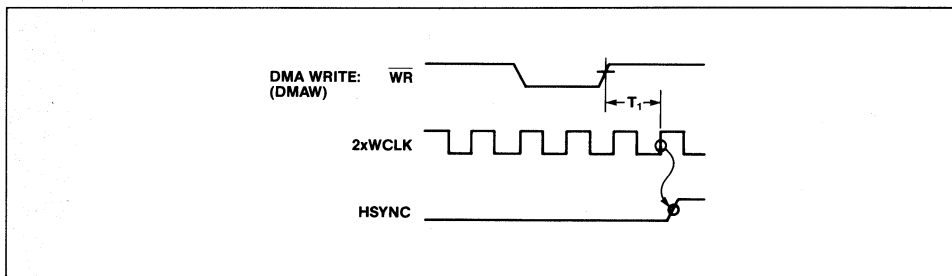 DMA WRITE: WR
(DMAW)
T1
2xWCLK
HSYNC